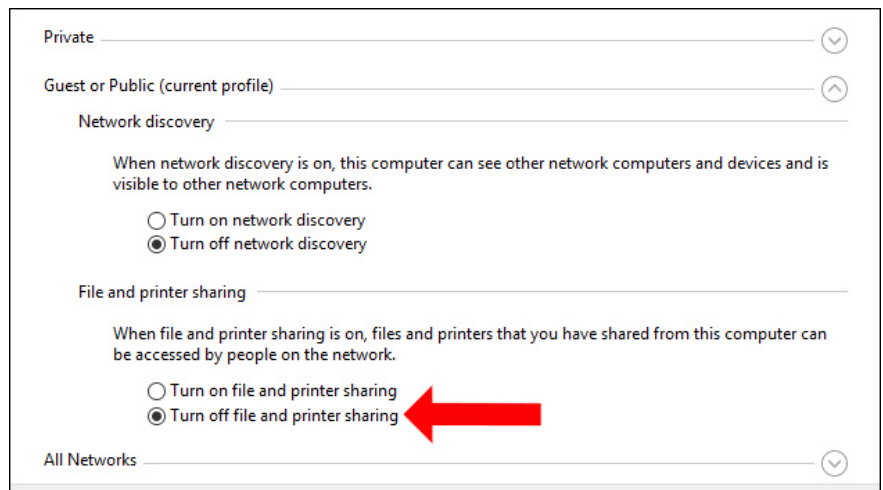 Private
Guest or Public (current profile)
Network discovery
When network discovery is on, this computer can see other network computers and devices and is
visible to other network computers.
Turn on network discovery
Turn off network discovery
File and printer sharing
When file and printer sharing is on, files and printers that you have shared from this computer can
be accessed by people on the network.
Turn on file and printer sharing
Turn off file and printer sharing
All Networks